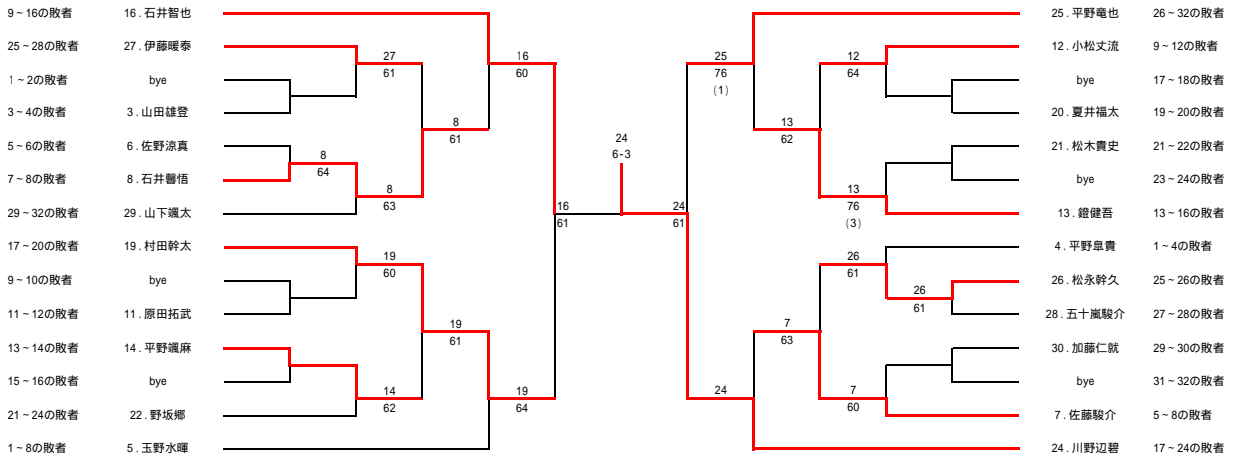 9~16の敗者 16.石井智也
25~28の敗者 27.伊藤暖泰
1~2の敗者 bye
3~4の敗者 3.山田雄登
5~6の敗者 6.佐野涼真
7~8の敗者 8.石井馨悟
29~32の敗者 29.山下颯太
17~20の敗者 19.村田幹太
9~10の敗者 bye
11~12の敗者 11.原田拓武
13~14の敗者 14.平野颯麻
15~16の敗者 bye
21~24の敗者 22.野坂郷
1~8の敗者 5.玉野水暉
27
61
8
64
8
63
8
61
16
60
19
60
14
62
19
61
19
64
16
61
24
6-3
24
61
25
76
(1)
12
64
13
62
13
76
(3)
26
61
26
61
7
63
7
60
24
25.平野竜也 26~32の敗者
12.小松丈流 9~12の敗者
bye 17~18の敗者
20.夏井福太 19~20の敗者
21.松木貴史 21~22の敗者
bye 23~24の敗者
13.鐙健吾 13~16の敗者
4.平野阜貴 1~4の敗者
26.松永幹久 25~26の敗者
28.五十嵐駿介 27~28の敗者
30.加藤仁就 29~30の敗者
bye 31~32の敗者
7.佐藤駿介 5~8の敗者
24.川野辺碧 17~24の敗者